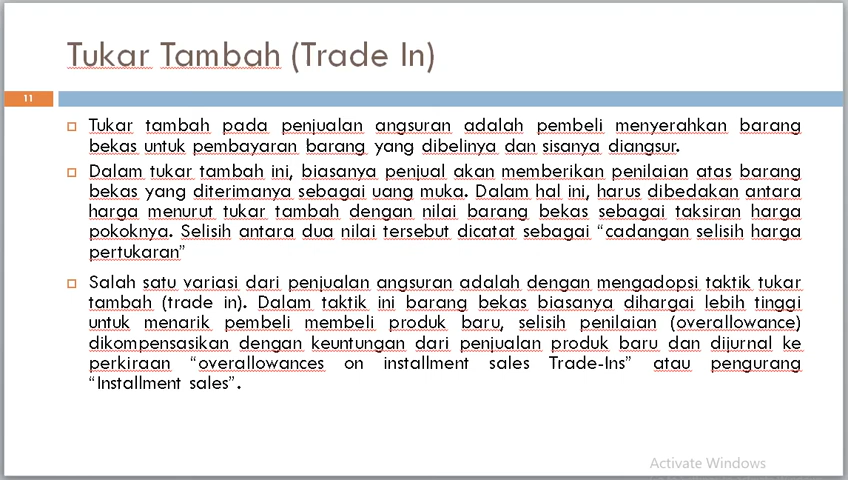 Tukar Tambah (Trade In)
11
Tukar tambah pada penjualan angsuran adalah pembeli menyerahkan barang
bekas untuk pembayaran barang yang dibelinya dan sisanya diangsur.
Dalam tukar tambah ini, biasanya penjual akan memberikan penilaian atas barang
bekas yang diterimanya sebagai uang muka. Dalam hal ini, harus dibedakan antara
harga menurut tukar tambah dengan nilai barang bekas sebagai taksiran harga
pokoknya. Selisih antara dua nilai tersebut dicatat sebagai “cadangan selisih harga
pertukaran”
Salah satu variasi dari penjualan angsuran adalah dengan mengadopsi taktik tukar
tambah (trade in). Dalam taktik ini barang bekas biasanya dihargai lebih tinggi
untuk menarik pembeli membeli produk baru, selisih penilaian (overallowance)
dikompensasikan dengan keuntungan dari penjualan produk baru dan dijurnal ke
perkiraan “overallowances on installment sales Trade-Ins” atau pengurang
“Installment sales”.
Activate Windows